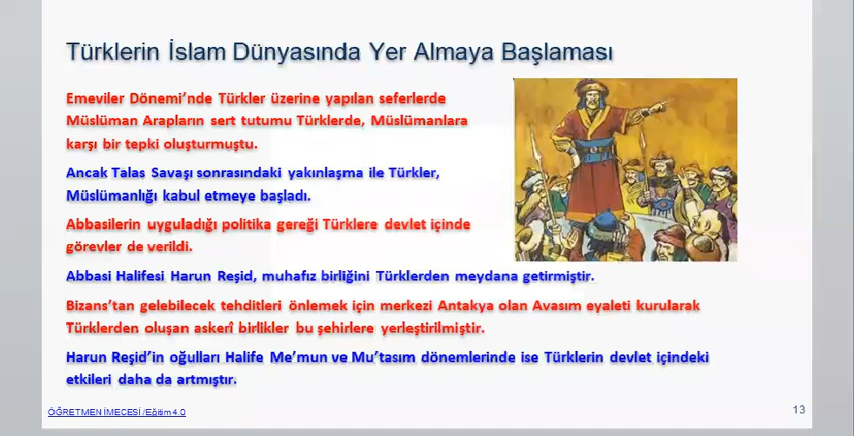 Türklerin İslam Dünyasında Yer Almaya Başlaması
Emeviler Dönemi’nde Türkler üzerine yapılan seferlerde
Müslüman Arapların sert tutumu Türklerde, Müslümanlara
karşı bir tepki oluşturmuştu.
Ancak Talas Savaşı sonrasındaki yakınlaşma ile Türkler,
Müslümanlığı kabul etmeye başladı.
Abbasilerin uyguladığı politika gereği Türklere devlet içinde
görevler de verildi.
Abbasi Halifesi Harun Reşid, muhafız birliğini Türklerden meydana getirmiştir.
Bizans’tan gelebilecek tehditleri önlemek için merkezi Antakya olan Avasım eyaleti kurularak
Türklerden oluşan askerî birlikler bu şehirlere yerleştirilmiştir.
Harun Reşid’in oğulları Halife Me’mun ve Mu’tasım dönemlerinde ise Türklerin devlet içindeki
etkileri daha da artmıştır.
ÖĞRETMEN İMECESİ /Eğitim 4.0
13